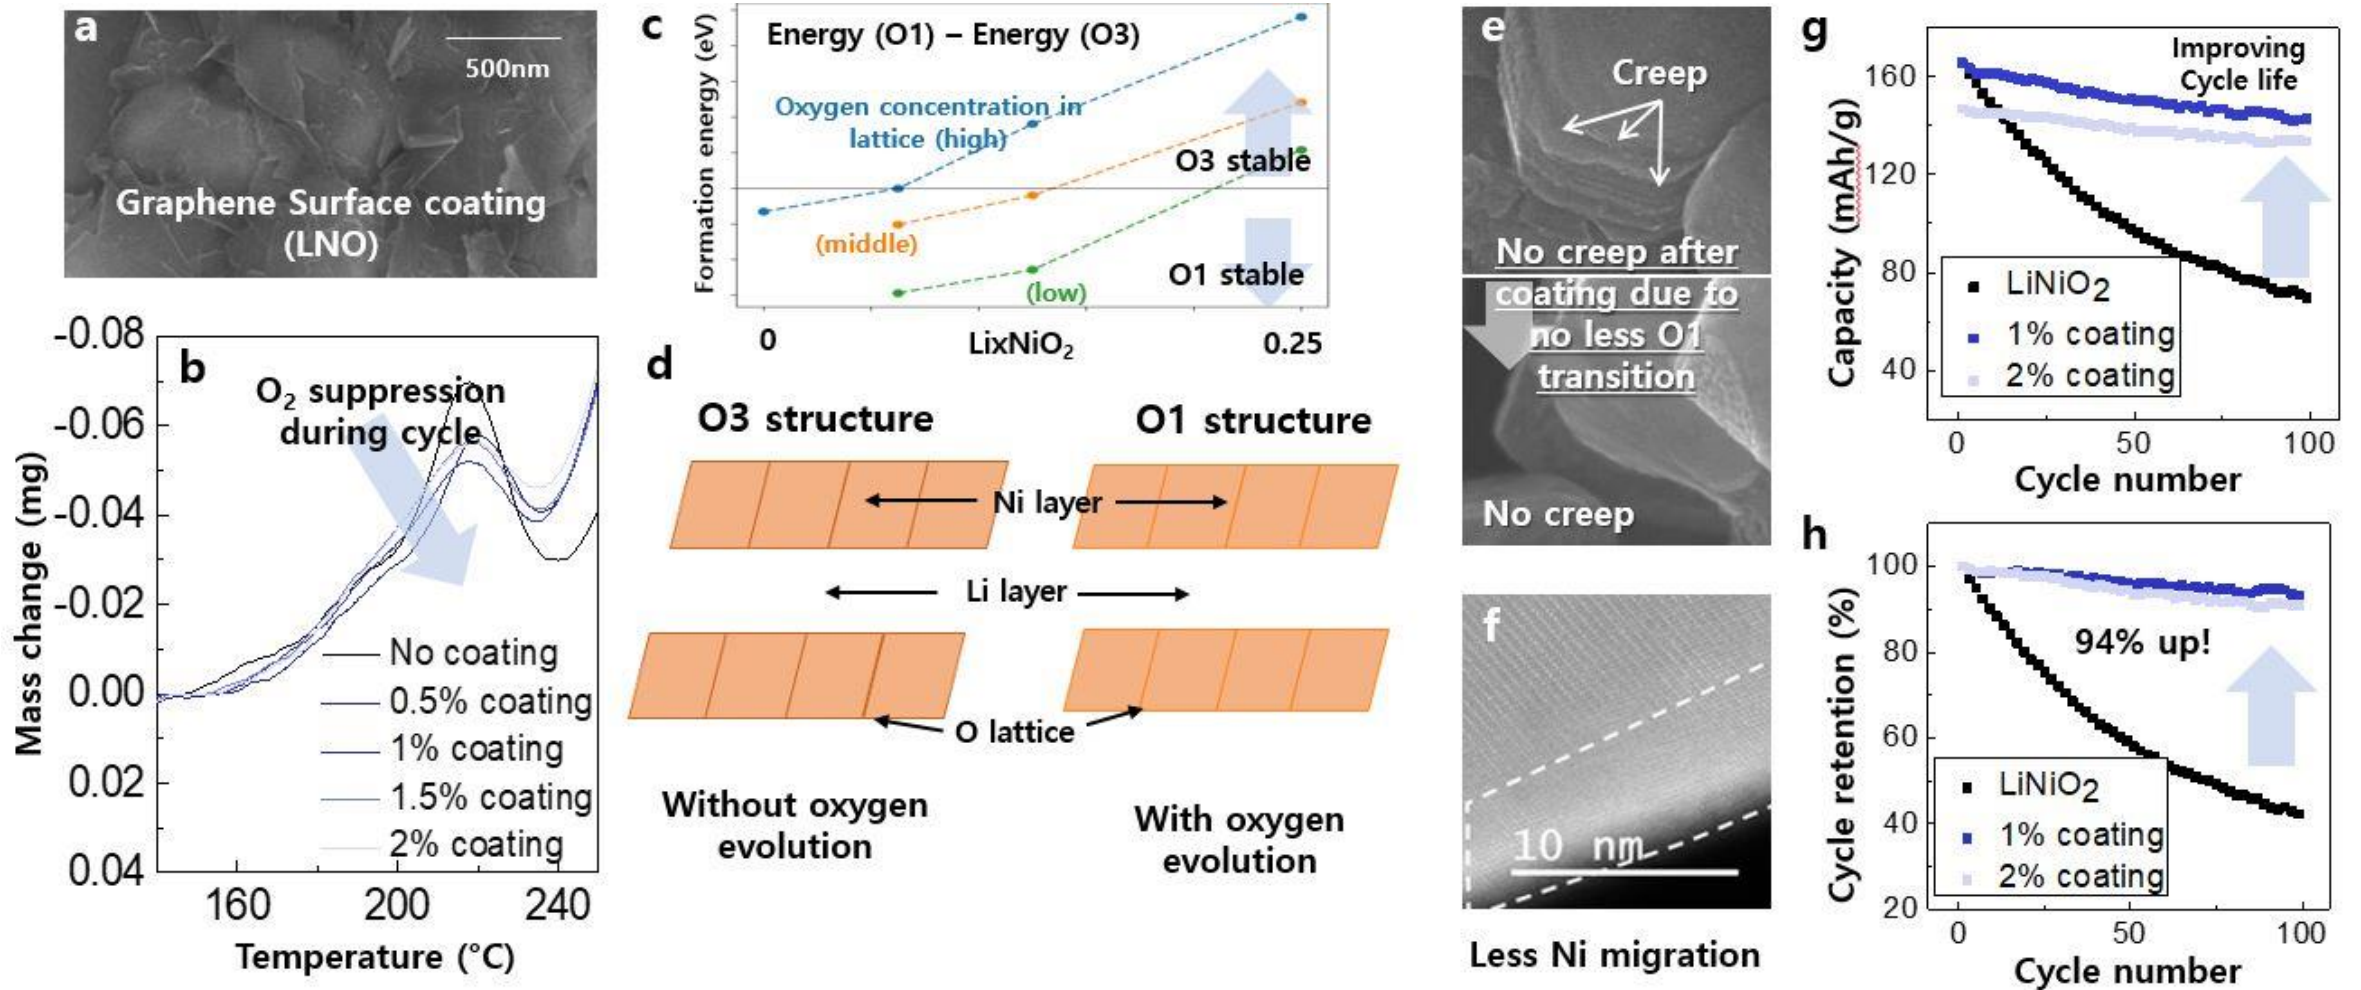 a
500nm
Graphene Surface coating
(LNO)
b
O2 suppression
during cycle
Mass change (mg)
-0.08
-0.06
-0.04
-0.02
0.00
0.02
0.04
No coating
0.5% coating
1% coating
1.5% coating
2% coating
160
200
240
Temperature (°C)
c
Energy (O1) – Energy (O3)
Formation energy (eV)
Oxygen concentration in
lattice (high)
(middle)
(low)
O3 stable
O1 stable
0
LixNiO₂
0.25
d
O3 structure
O1 structure
Ni layer
Li layer
O lattice
Without oxygen
evolution
With oxygen
evolution
e
Creep
No creep after
coating due to
no less O1
transition
No creep
f
10 nm
Less Ni migration
g
Improving
Cycle life
Capacity (mAh/g)
160
120
80
40
LiNiO2
1% coating
2% coating
0
50
100
Cycle number
h
94% up!
Cycle retention (%)
100
80
60
40
20
LiNiO2
1% coating
2% coating
0
50
100
Cycle number